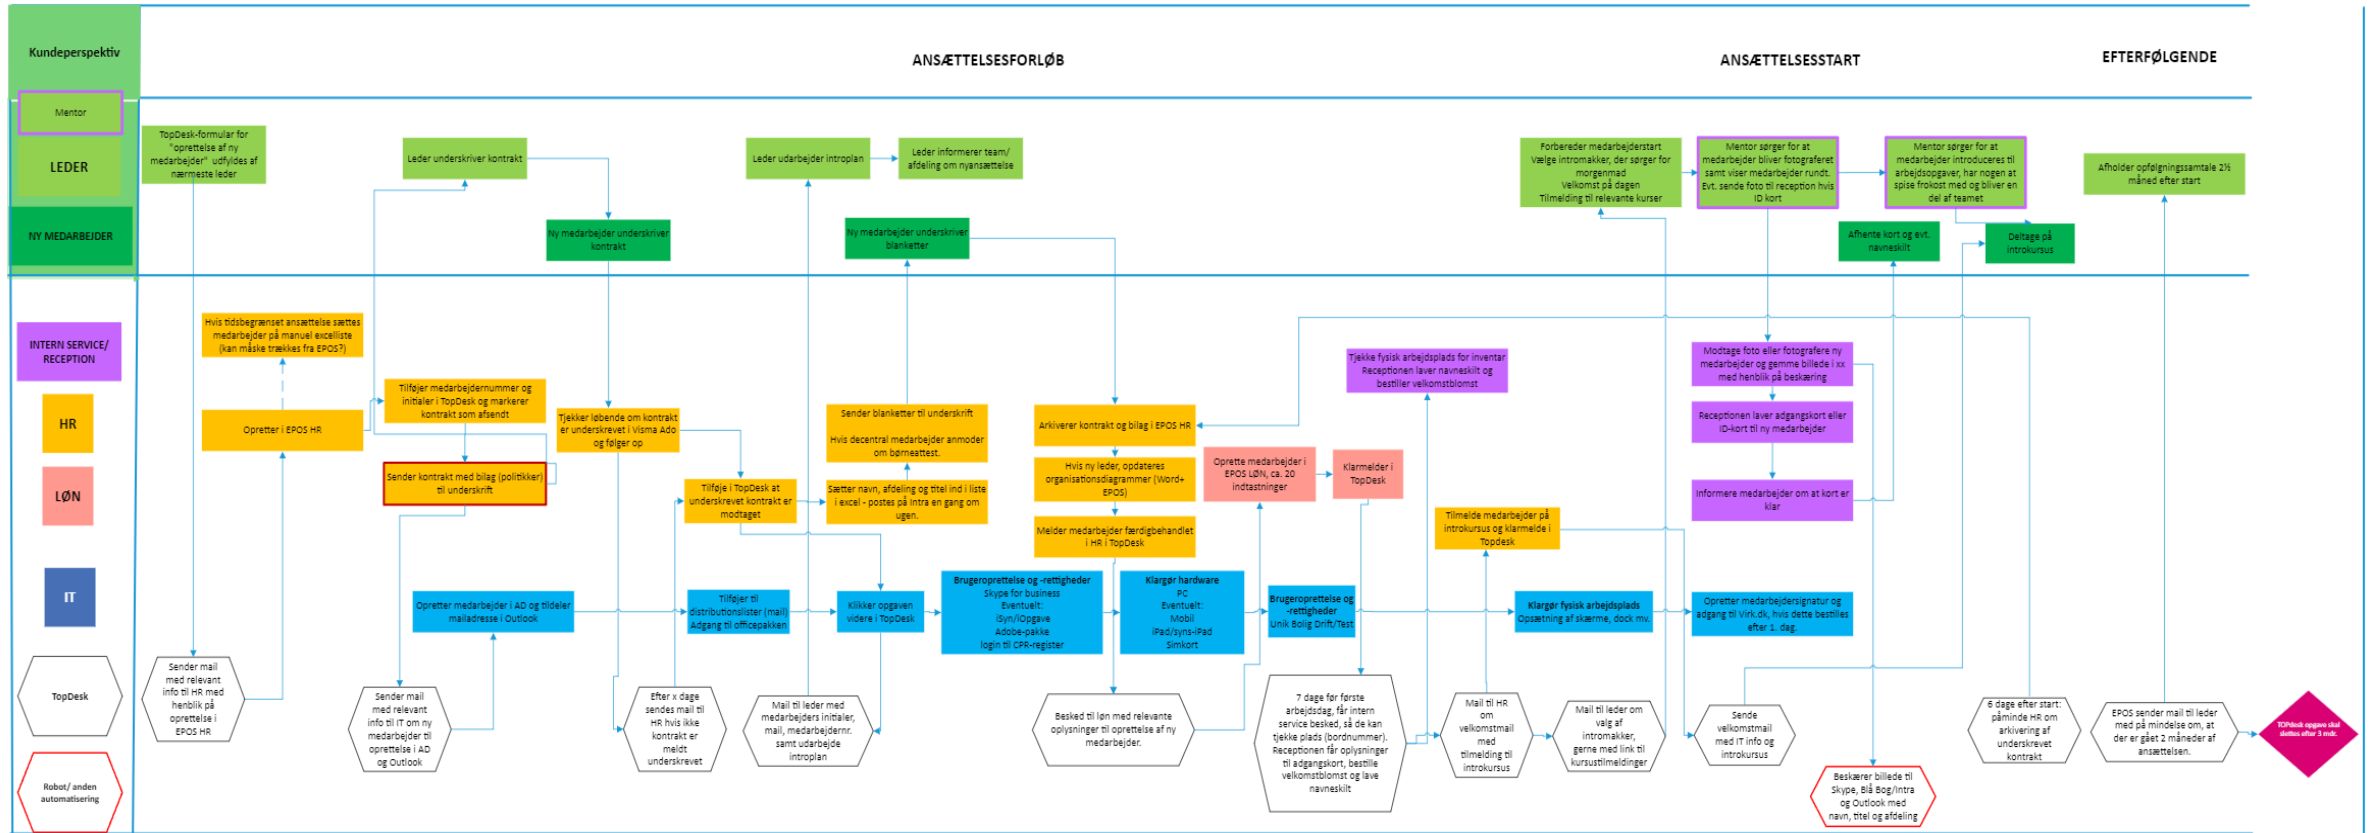 Kundeperspektiv
ANSÆTTELSESFORLØB
ANSÆTTELSESSTART
EFTERFØLGENDE
Mentor
LEDER
NY MEDARBEJDER
INTERN SERVICE/
RECEPTION
HR
LØN
IT
TopDesk
Robot/ anden
automatisering
TopDesk-formular for
"oprettelse af ny
medarbejder" udfyldes af
nærmeste leder
Leder underskriver kontrakt
Leder udarbejder introplan
Leder informerer team/
afdeling om nyansættelse
Forbereder medarbejderstart
Vælge intromakker, der sørger for
morgenmad
Velkomst på dagen
Tilmelding til relevante kurser
Mentor sørger for at
medarbejder bliver fotograferet
samt viser medarbejder rundt.
Evt. sende foto til reception hvis
ID kort
Mentor sørger for at
medarbejder introduceres til
arbejdsopgaver, har nogen at
spise frokost med og bliver en
del af teamet
Afholder opfølgningssamtale 2½
måned efter start
Ny medarbejder underskriver
kontrakt
Ny medarbejder underskriver
blanketter
Afhente kort og evt.
navneskilt
Deltage på
introkursus
Hvis tidsbegrænset ansættelse sættes
medarbejder på manuel excelliste
(kan måske trækkes fra EPOS?)
Opretter i EPOS HR
Tilføjer medarbejdernummer og
initialer i TopDesk og markerer
kontrakt som afsendt
Sender kontrakt med bilag (politikker)
til underskrift
Tjekker løbende om kontrakt
er underskrevet i Visma Ado
og følger op
Tilføje i TopDesk at
underskrevet kontrakt er
modtaget
Sender blanketter til underskrift
Hvis decentral medarbejder anmoder
om børneattest.
Sætter navn, afdeling og titel ind i liste
i excel - postes på Intra en gang om
ugen.
Arkiverer kontrakt og bilag i EPOS HR
Hvis ny leder, opdateres
organisationsdiagrammer (Word+
EPOS)
Melder medarbejder færdigbehandlet
i HR i TopDesk
Oprette medarbejder i
EPOS LØN, ca. 20
indtastninger
Klarmelder i
TopDesk
Tjekke fysisk arbejdsplads for inventar
Receptionen laver navneskilt og
bestiller velkomstblomst
Tilmelde medarbejder på
introkursus og klarmelde i
Topdesk
Modtage foto eller fotografere ny
medarbejder og gemme billede i xx
med henblik på beskæring
Receptionen laver adgangskort eller
ID-kort til ny medarbejder
Informere medarbejder om at kort er
klar
Opretter medarbejder i AD og tildeler
mailadresse i Outlook
Tilføjer til
distributionslister (mail)
Adgang til officepakken
Klikker opgaven
videre i TopDesk
Brugeroprettelse og -rettigheder
Skype for business
Eventuelt:
iSyn/iOpgave
Adobe-pakke
login til CPR-register
Klargør hardware
PC
Eventuelt:
Mobil
iPad/syns-iPad
Simkort
Brugeroprettelse og
-rettigheder
Unik Bolig Drift/Test
Klargør fysisk arbejdsplads
Opsætning af skærme, dock mv.
Opretter medarbejdersignatur og
adgang til Virk.dk, hvis dette bestilles
efter 1. dag.
Sender mail
med relevant
info til HR med
henblik på
oprettelse i
EPOS HR
Sender mail
med relevant
info til IT om ny
medarbejder til
oprettelse i AD
og Outlook
Efter x dage
sendes mail til
HR hvis ikke
kontrakt er
meldt
underskrevet
Mail til leder med
medarbejders initialer,
mail, medarbejdernr.
samt udarbejde
introplan
Besked til løn med relevante
oplysninger til oprettelse af ny
medarbejder.
7 dage før første
arbejdsdag, får intern
service besked, så de kan
tjekke plads (bordnummer).
Receptionen får oplysninger
til adgangskort, bestille
velkomstblomst og lave
navneskilt
Mail til HR
om
velkomstmail
med
tilmelding til
introkursus
Mail til leder om
valg af
intromakker,
gerne med link til
kursustilmeldinger
Sende
velkomstmail
med IT info og
introkursus
Beskærer billede til
Skype, Blå Bog/Intra
og Outlook med
navn, titel og afdeling
6 dage efter start:
påminde HR om
arkivering af
underskrevet
kontrakt
EPOS sender mail til leder
med på mindelse om, at
der er gået 2 måneder af
ansættelsen.
TOPdesk opgave skal
slettes efter 3 mdr.